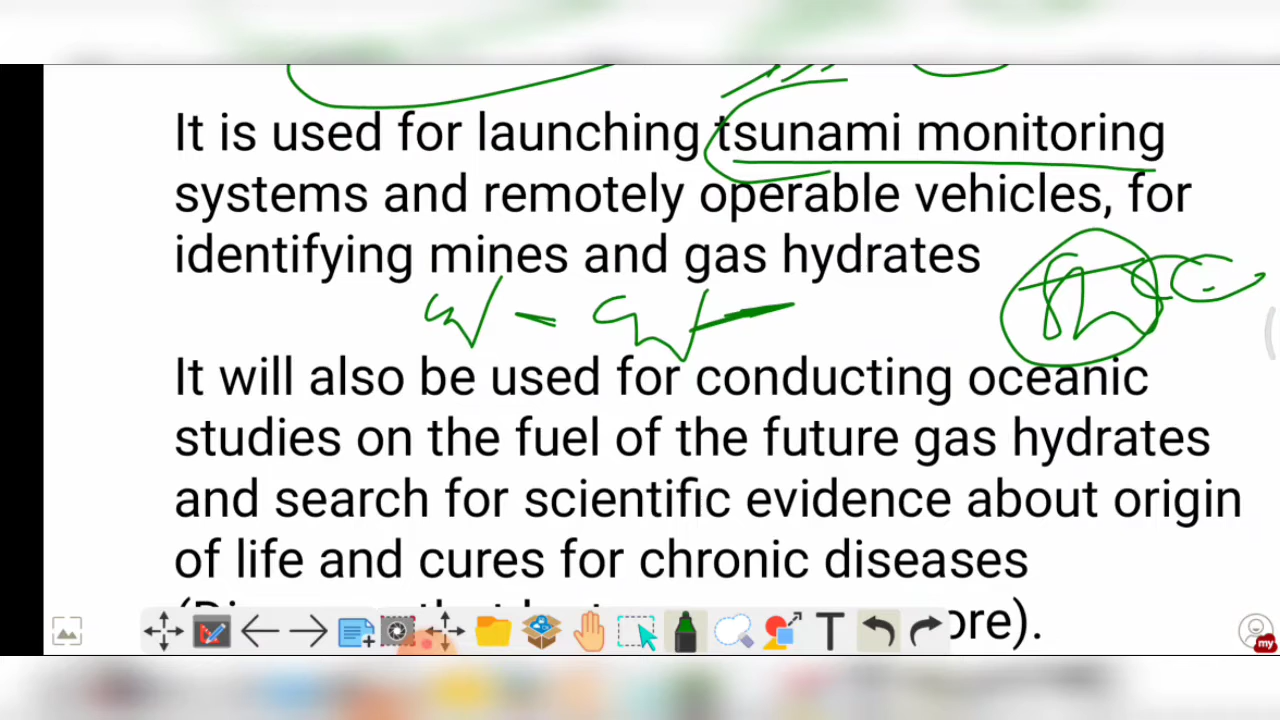 It is used for launching tsunami monitoring
systems and remotely operable vehicles, for
identifying mines and gas hydrates
It will also be used for conducting oceanic
studies on the fuel of the future gas hydrates
and search for scientific evidence about origin
of life and cures for chronic diseases
T
my